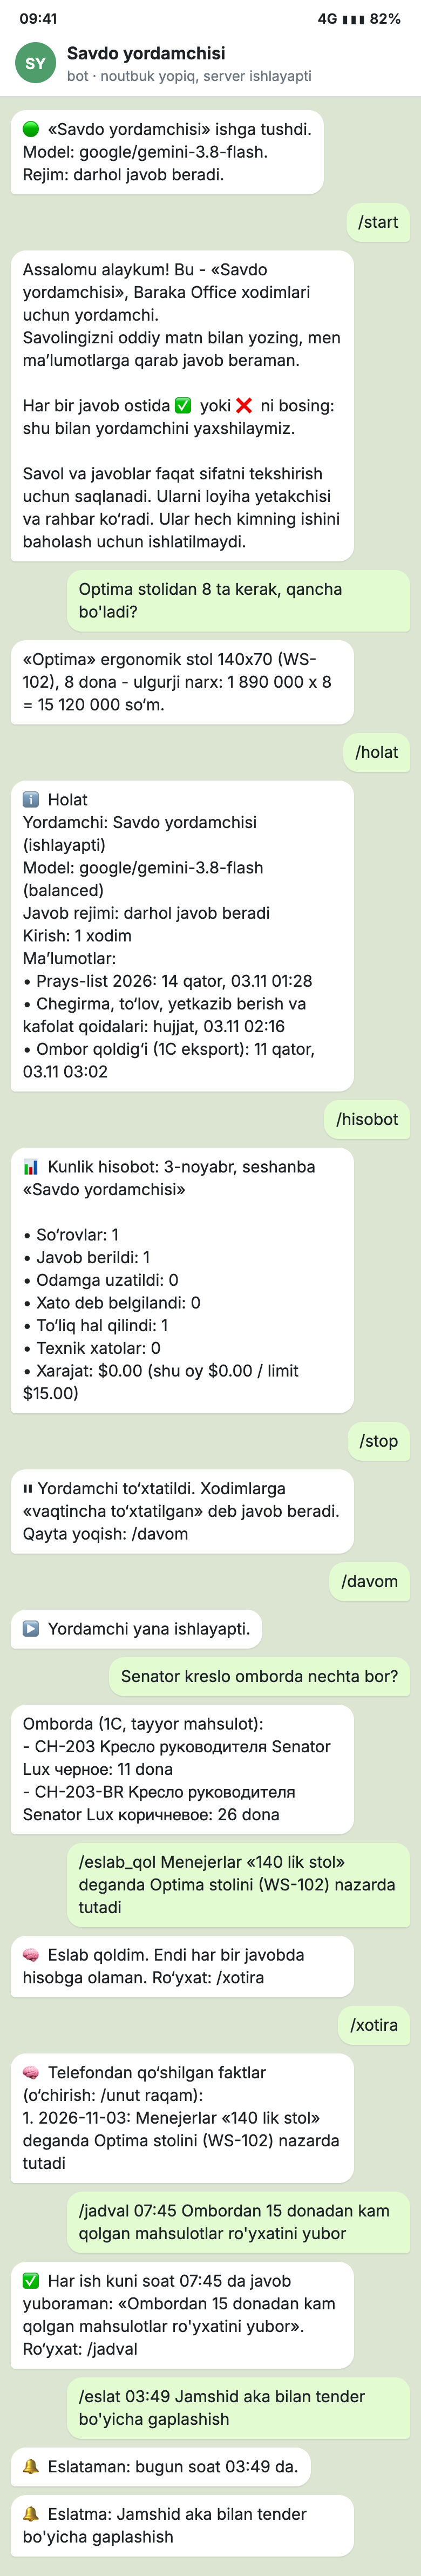 09:41
4G 82%
SY
Savdo yordamchisi
bot · noutbuk yopiq, server ishlayapti
🟢 «Savdo yordamchisi» ishga tushdi.
Model: google/gemini-3.8-flash.
Rejim: darhol javob beradi.
/start
Assalomu alaykum! Bu - «Savdo
yordamchisi», Baraka Office xodimlari
uchun yordamchi.
Savolingizni oddiy matn bilan yozing, men
ma’lumotlarga qarab javob beraman.
Har bir javob ostida ✅ yoki ❌ ni bosing:
shu bilan yordamchini yaxshilaymiz.
Savol va javoblar faqat sifatni tekshirish
uchun saqlanadi. Ularni loyiha yetakchisi
va rahbar ko‘radi. Ular hech kimning ishini
baholash uchun ishlatilmaydi.
Optima stolidan 8 ta kerak, qancha
bo'ladi?
«Optima» ergonomik stol 140x70 (WS-
102), 8 dona - ulgurji narx: 1 890 000 x 8
= 15 120 000 so‘m.
/holat
ℹ️ Holat
Yordamchi: Savdo yordamchisi
(ishlayapti)
Model: google/gemini-3.8-flash
(balanced)
Javob rejimi: darhol javob beradi
Kirish: 1 xodim
Ma’lumotlar:
• Prays-list 2026: 14 qator, 03.11 01:28
• Chegirma, to‘lov, yetkazib berish va
kafolat qoidalari: hujjat, 03.11 02:16
• Ombor qoldig‘i (1C eksport): 11 qator,
03.11 03:02
/hisobot
📊 Kunlik hisobot: 3-noyabr, seshanba
«Savdo yordamchisi»
• So‘rovlar: 1
• Javob berildi: 1
• Odamga uzatildi: 0
• Xato deb belgilandi: 0
• To‘liq hal qilindi: 1
• Texnik xatolar: 0
• Xarajat: $0.00 (shu oy $0.00 / limit
$15.00)
/stop
⏸ Yordamchi to‘xtatildi. Xodimlarga
«vaqtincha to‘xtatilgan» deb javob beradi.
Qayta yoqish: /davom
/davom
▶️ Yordamchi yana ishlayapti.
Senator kreslo omborda nechta bor?
Omborda (1C, tayyor mahsulot):
- CH-203 Кресло руководителя Senator
Lux черное: 11 dona
- CH-203-BR Кресло руководителя
Senator Lux коричневое: 26 dona
/eslab_qol Menejerlar «140 lik stol»
deganda Optima stolini (WS-102) nazarda
tutadi
🧠 Eslab qoldim. Endi har bir javobda
hisobga olaman. Ro‘yxat: /xotira
/xotira
🧠 Telefondan qo‘shilgan faktlar
(o‘chirish: /unut raqam):
1. 2026-11-03: Menejerlar «140 lik stol»
deganda Optima stolini (WS-102) nazarda
tutadi
/jadval 07:45 Ombordan 15 donadan kam
qolgan mahsulotlar ro'yxatini yubor
✅ Har ish kuni soat 07:45 da javob
yuboraman: «Ombordan 15 donadan kam
qolgan mahsulotlar ro'yxatini yubor».
Ro‘yxat: /jadval
/eslat 03:49 Jamshid aka bilan tender
bo'yicha gaplashish
🔔 Eslataman: bugun soat 03:49 da.
🔔 Eslatma: Jamshid aka bilan tender
bo'yicha gaplashish